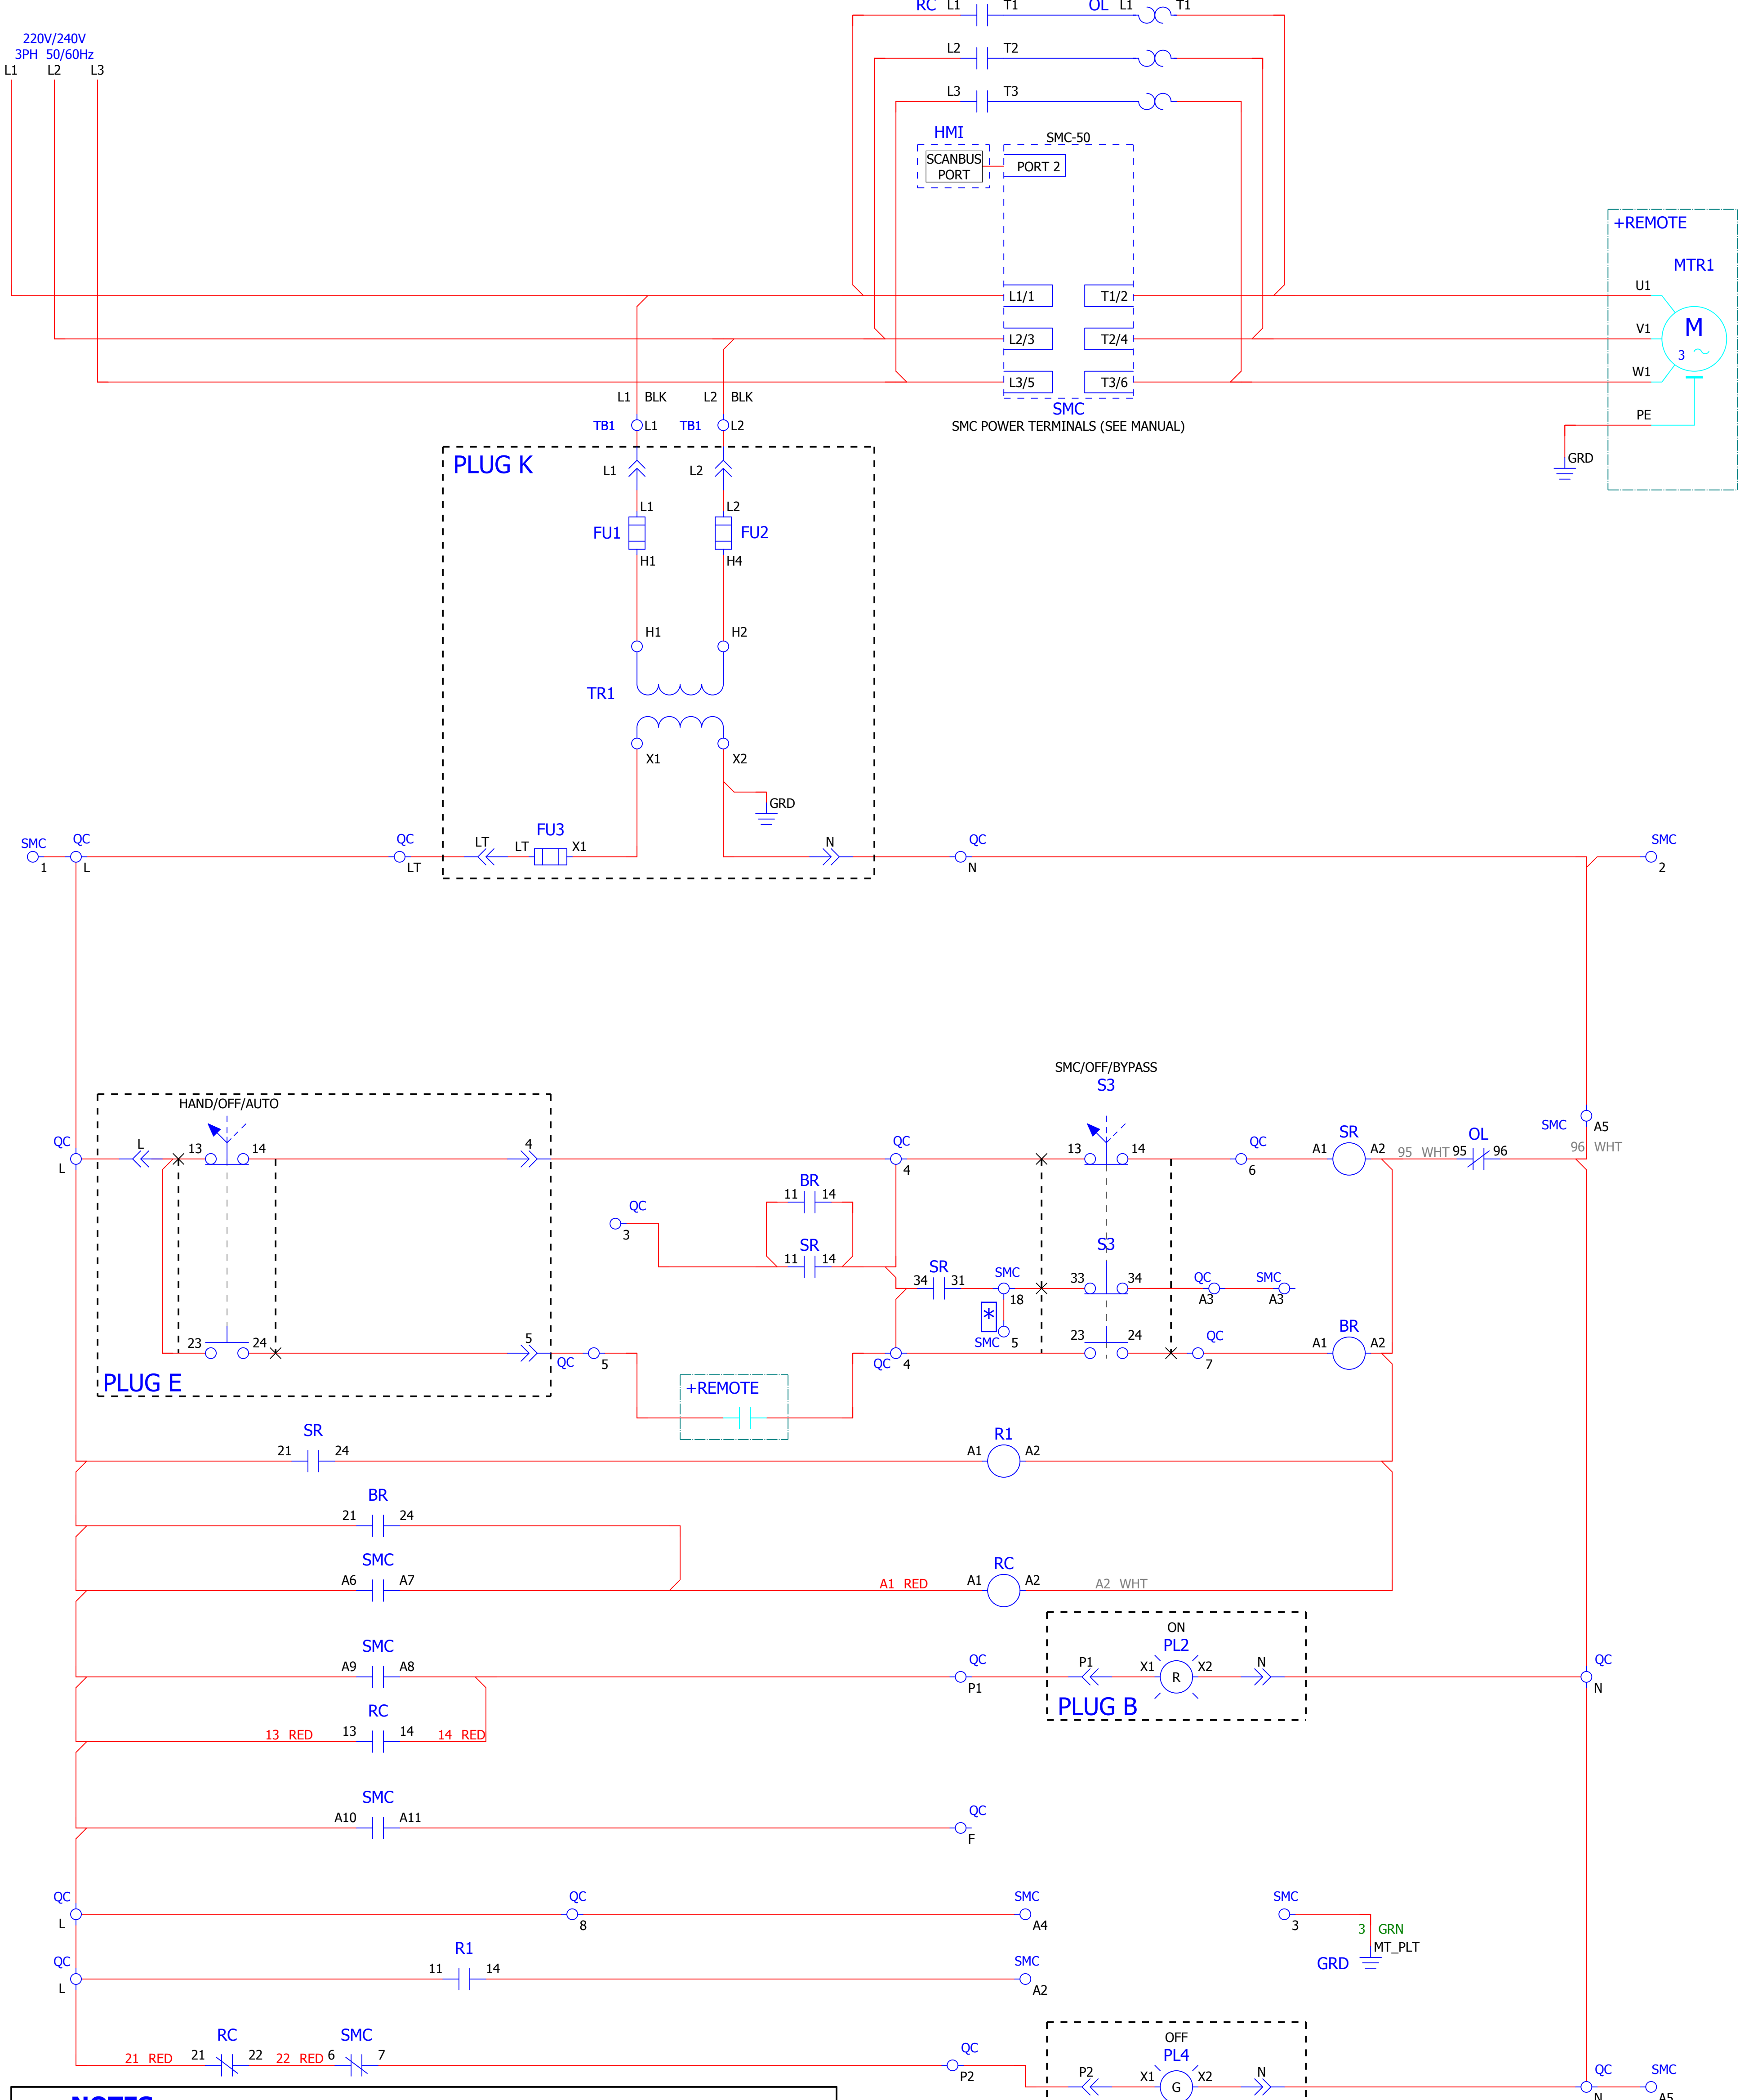 RC L1 T1 OL L1 T1
220V/240V
3PH 50/60Hz
L1 L2 L3
L2 T2
L3 T3
HMI
SMC-50
SCANBUS
PORT
PORT 2
+REMOTE
MTR1
L1/1 T1/2 U1
M
3
L2/3 T2/4 V1
L3/5 T3/6 W1
L1 BLK L2 BLK
SMC
PE
TB1 L1 TB1 L2
SMC POWER TERMINALS (SEE MANUAL)
PLUG K
GRD
L1 L2
L1 L2
FU1 FU2
H1 H4
H1 H2
TR1
X1 X2
GRD
FU3
SMC QC QC LT LT X1 N QC SMC
1 L LT N 2
SMC/OFF/BYPASS
S3
HAND/OFF/AUTO
SMC A5
QC L 13 14 4 QC 13 14 QC SR A1 A2 95 WHT 95 OL 96 96 WHT
L 4 6
BR
11 14
QC
3
SR
11 14
S3
SR
34 31 SMC 33 34 QC SMC
18 A3 A3
*
SMC 5
23 24 5 23 24 QC BR A1 A2
QC 5 QC 4 7
PLUG E
+REMOTE
SR
21 24
R1
A1 A2
BR
21 24
SMC
A6 A7
A1 RED
RC
A1 A2
A2 WHT
ON
PL2
SMC
A9 A8
QC
P1
P1 X1 R X2 N
QC
N
PLUG B
RC
13 RED 13 14 14 RED
SMC
A10 A11
QC
F
QC QC SMC SMC
L 8 A4 3
3 GRN
MT_PLT
GRD
QC R1 SMC
L 11 14 A2
OFF
PL4
RC SMC
21 RED 21 22 22 RED 6 7
QC
P2
P2 X1 G X2 N
QC SMC
N A5
NOTES